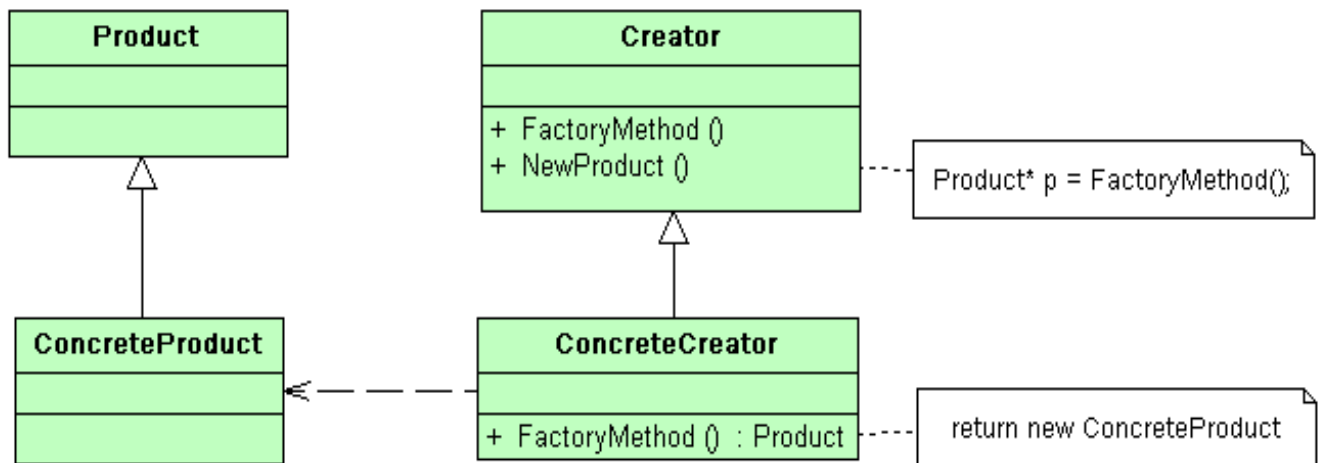 Product
Creator
+ FactoryMethod ()
+ NewProduct ()
Product* p = FactoryMethod();
ConcreteProduct
ConcreteCreator
+ FactoryMethod () : Product
return new ConcreteProduct